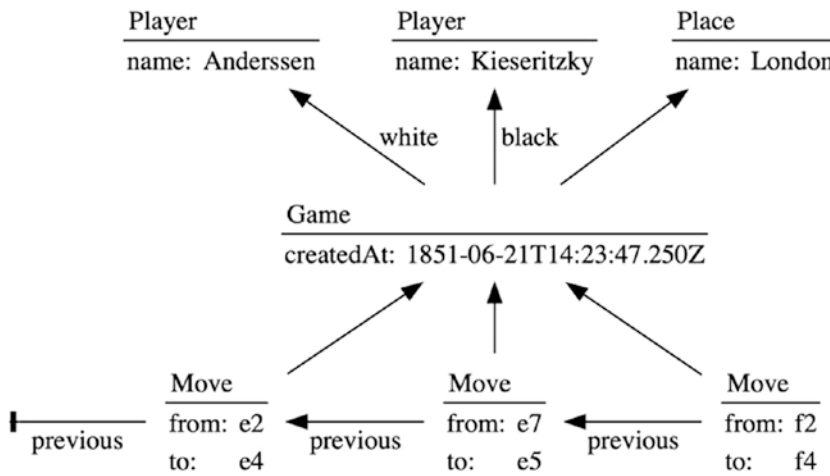 Player Player Place
name: Anderssen name: Kieseritzky name: London
white black
Game
createdAt: 1851-06-21T14:23:47.250Z
Move Move Move
from: e2 from: e7 from: f2
previous previous previous
to: e4 to: e5 to: f4